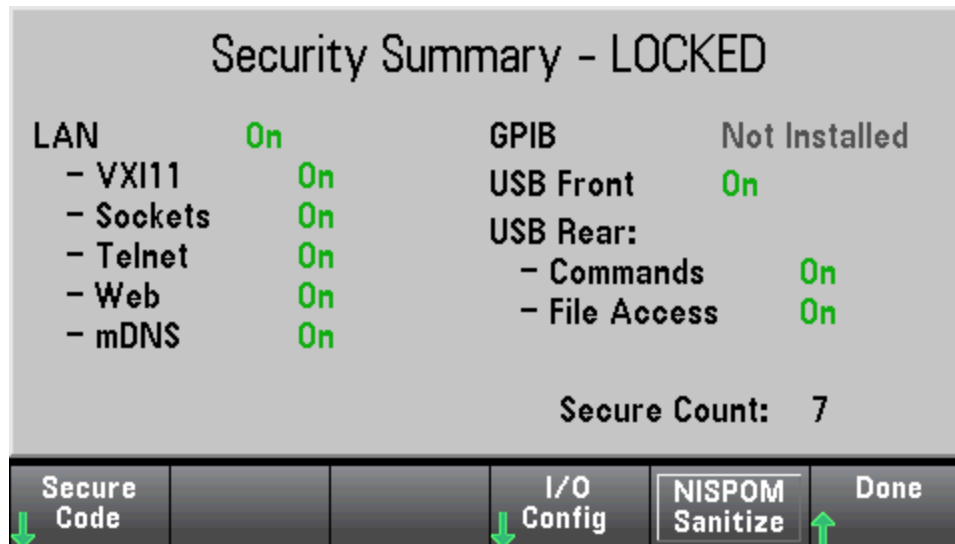 Security Summary - LOCKED
LAN On
- VXI11 On
- Sockets On
- Telnet On
- Web On
- mDNS On
GPIB Not Installed
USB Front On
USB Rear:
- Commands On
- File Access On
Secure Count: 7
Secure
Code
I/O
Config
NISPOM
Sanitize
Done